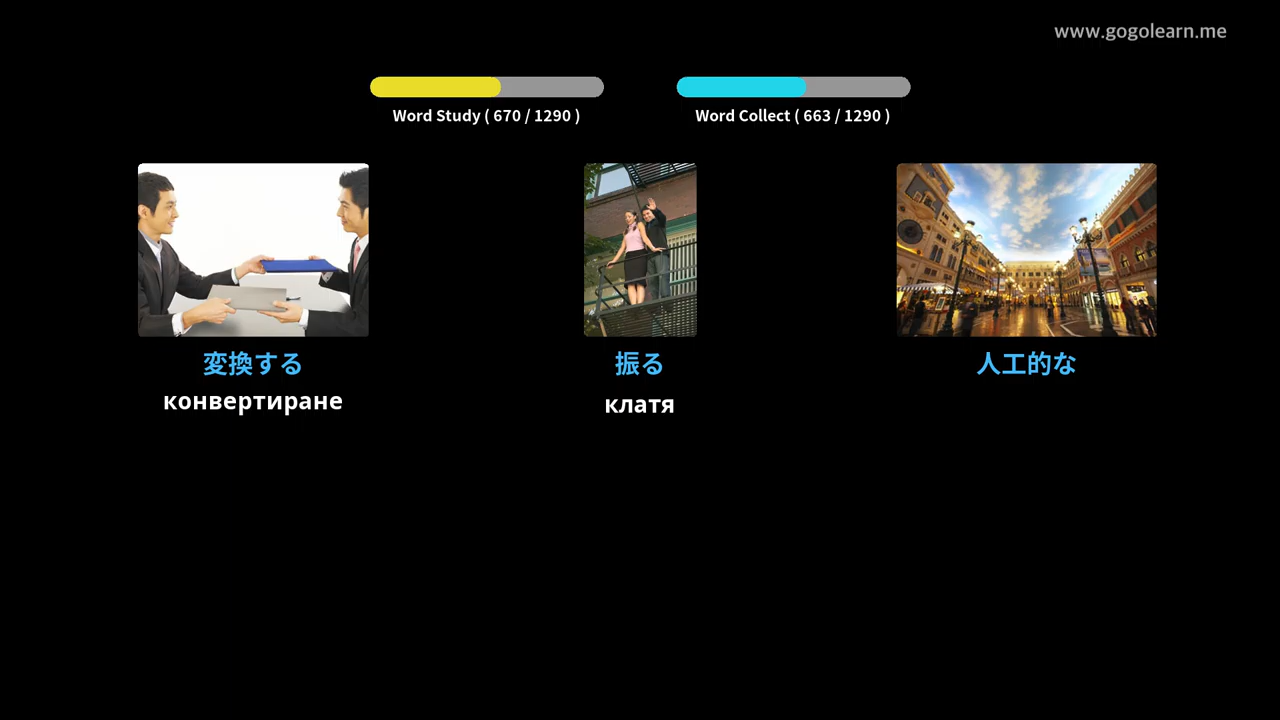 www.gogolearn.me
Word Study ( 670 / 1290 )
Word Collect ( 663 / 1290 )
変換する
振る
人工的な
конвертиране
клатя